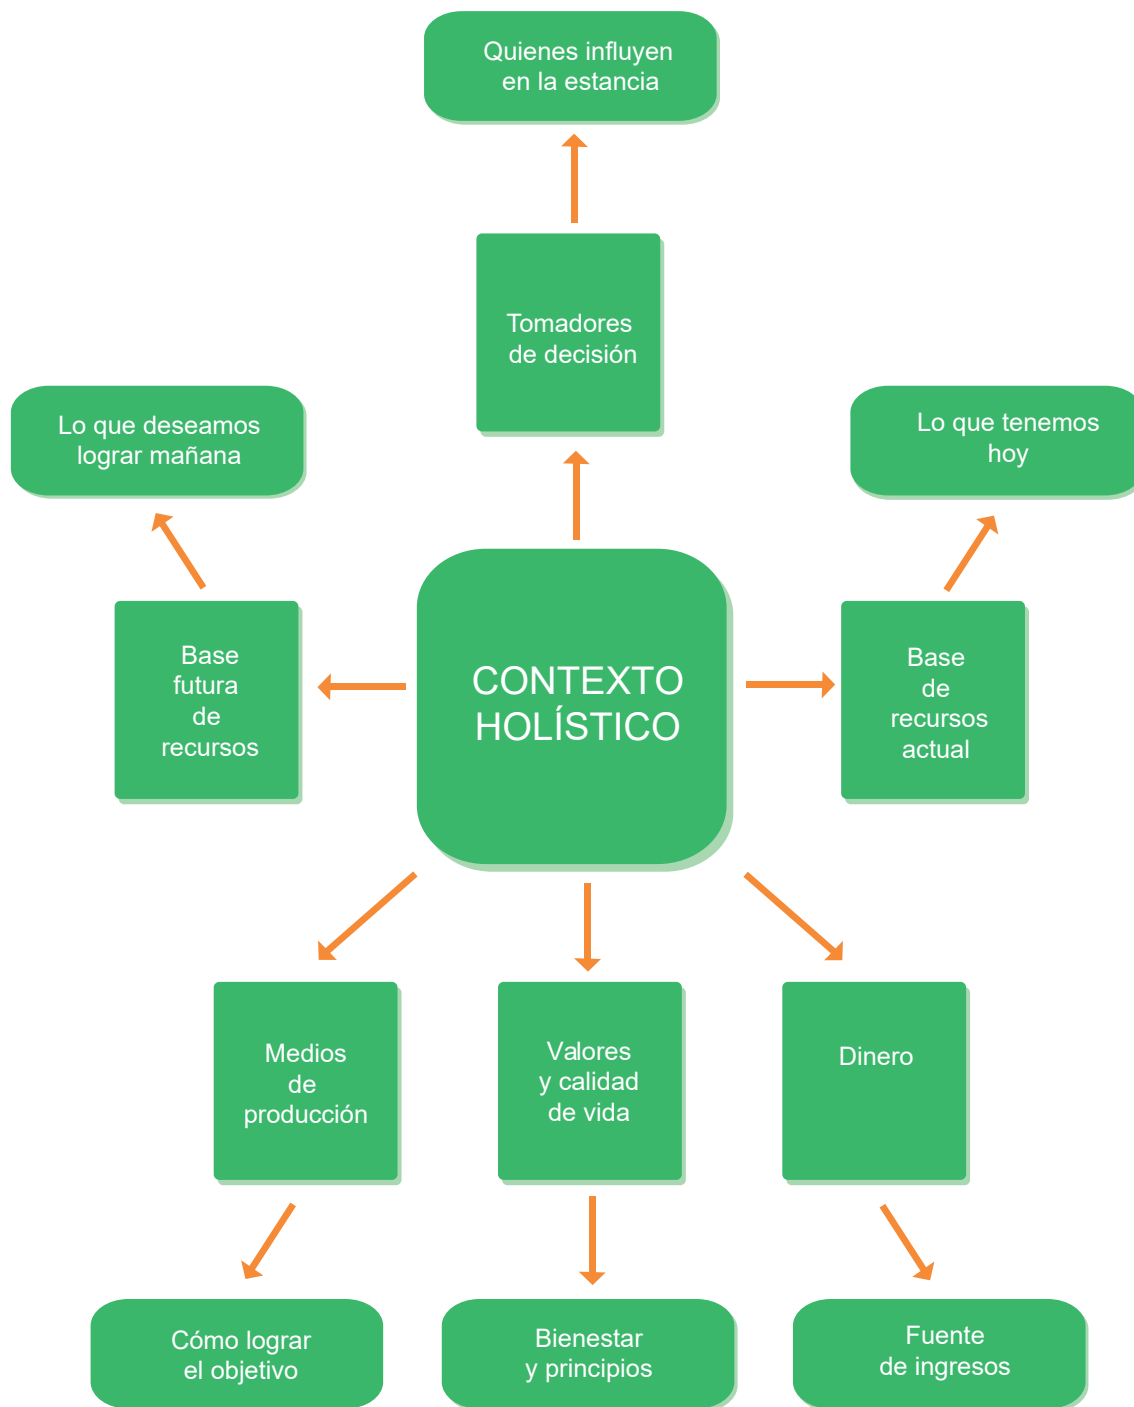 Quienes influyen
en la estancia
Tomadores
de decisión
Lo que deseamos
lograr mañana
Lo que tenemos
hoy
Base
futura
de
recursos
CONTEXTO
HOLÍSTICO
Base
de
recursos
actual
Medios
de
producción
Valores
y calidad
de vida
Dinero
Cómo lograr
el objetivo
Bienestar
y principios
Fuente
de ingresos